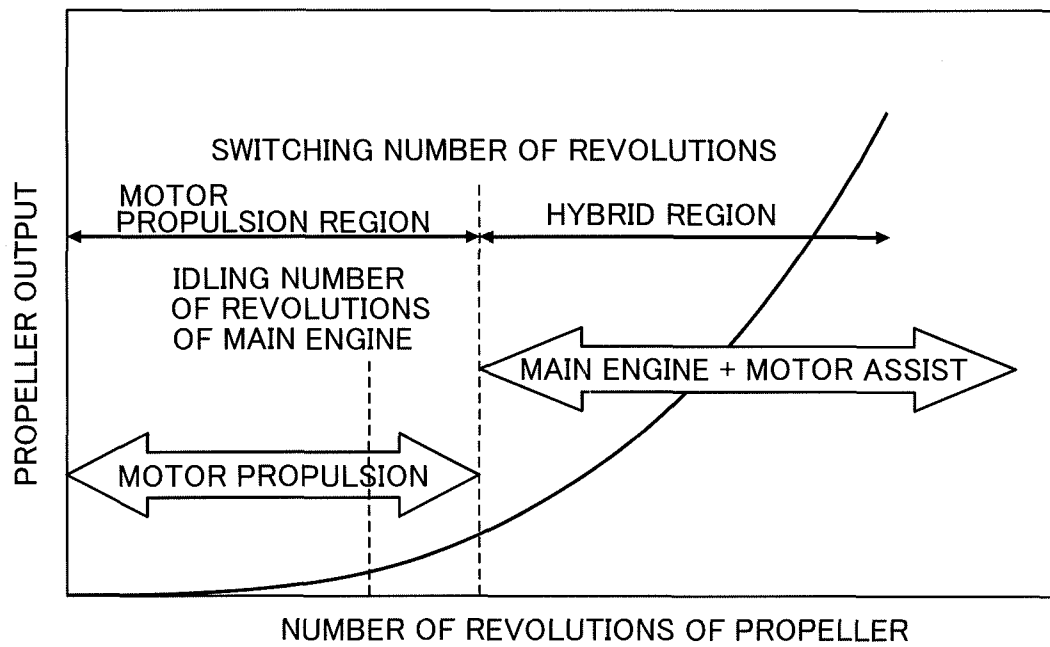 SWITCHING NUMBER OF REVOLUTIONS
MOTOR
PROPULSION REGION
HYBRID REGION
IDLING NUMBER
OF REVOLUTIONS
OF MAIN ENGINE
MAIN ENGINE + MOTOR ASSIST
MOTOR PROPULSION
PROPELLER OUTPUT
NUMBER OF REVOLUTIONS OF PROPELLER